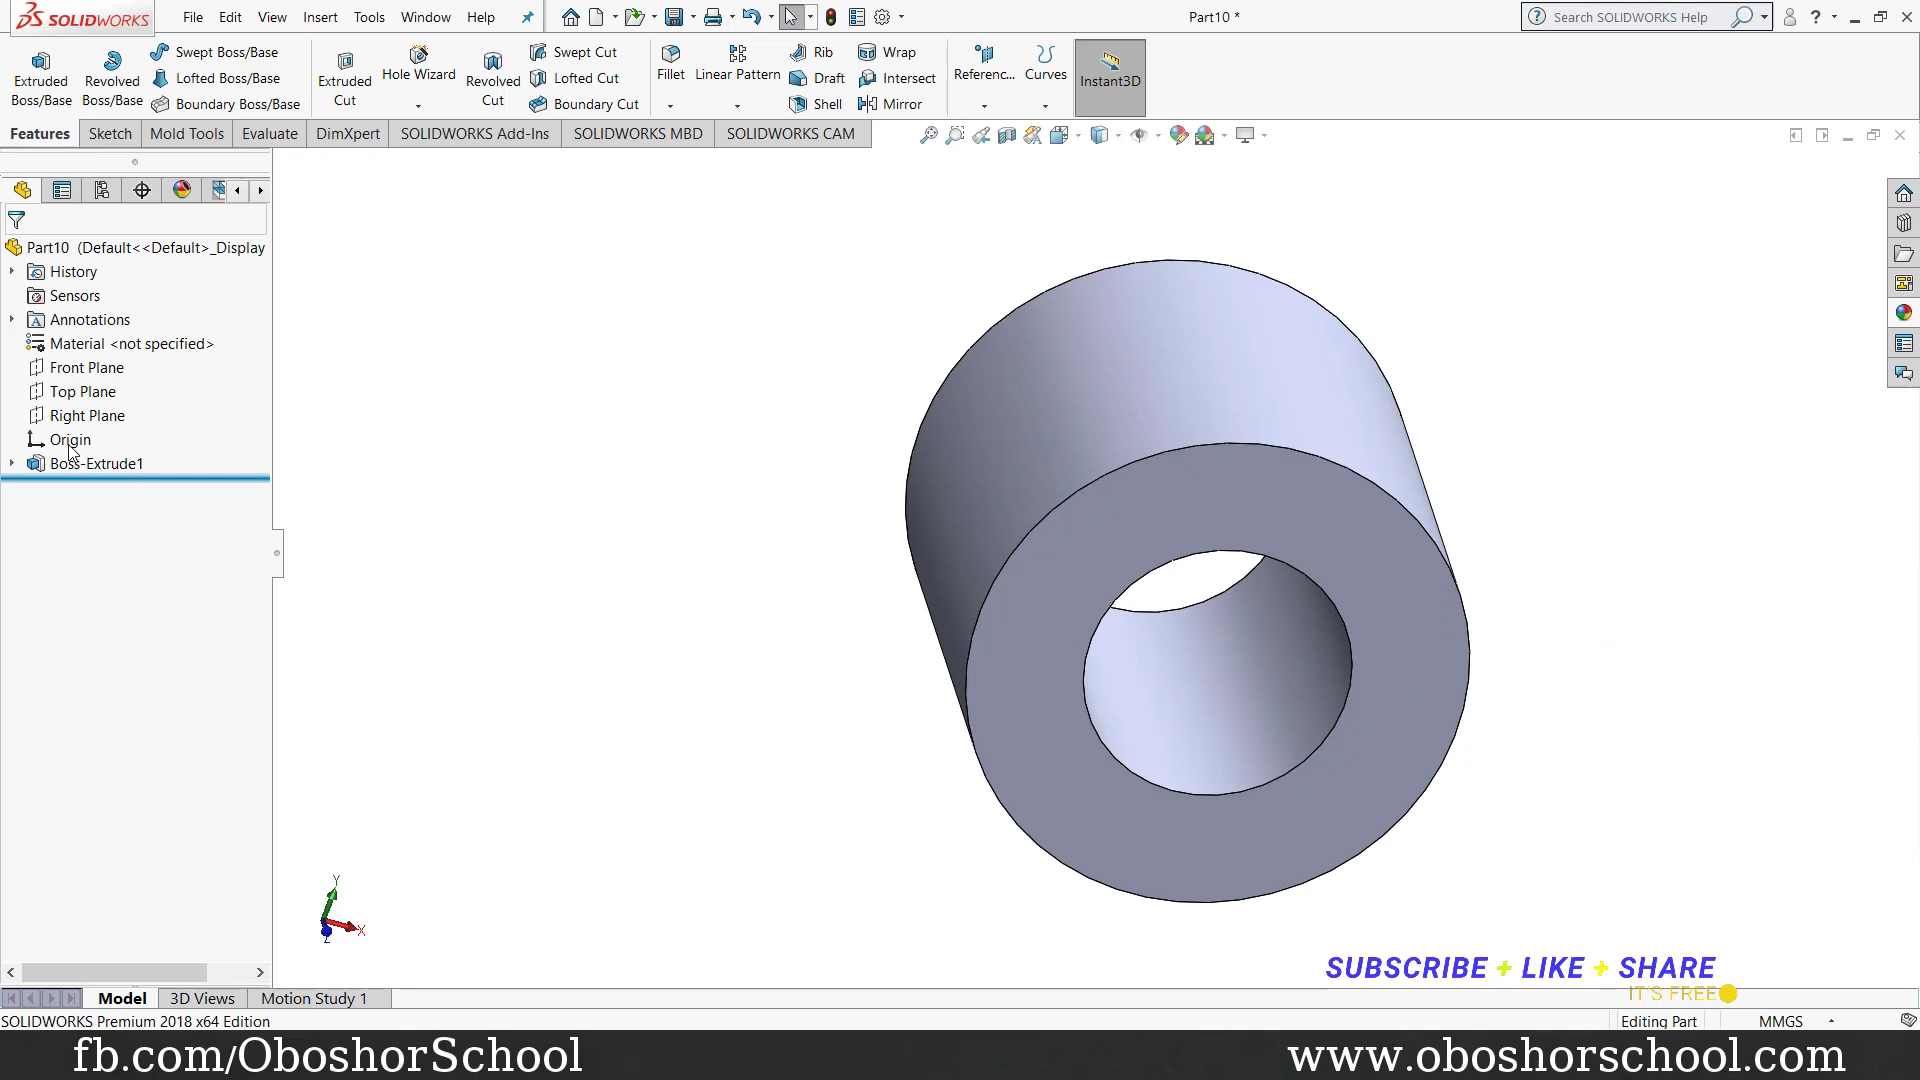 SOLIDWORKS File Edit View Insert Tools Window Help Part10 * Search SOLIDWORKS Help
Extruded Boss/Base
Revolved Boss/Base
Swept Boss/Base
Lofted Boss/Base
Boundary Boss/Base
Extruded Cut
Hole Wizard
Revolved Cut
Swept Cut
Lofted Cut
Boundary Cut
Fillet
Linear Pattern
Rib
Draft
Shell
Wrap
Intersect
Mirror
Referenc...
Curves
Instant3D
Features Sketch Mold Tools Evaluate DimXpert SOLIDWORKS Add-Ins SOLIDWORKS MBD SOLIDWORKS CAM
Part10 (Default<<Default>_Display
History
Sensors
Annotations
Material <not specified>
Front Plane
Top Plane
Right Plane
Origin
Boss-Extrude1
Y
X
Z
SUBSCRIBE + LIKE + SHARE
IT'S FREE
Model 3D Views Motion Study 1
SOLIDWORKS Premium 2018 x64 Edition Editing Part MMGS
fb.com/OboshorSchool www.oboshorschool.com